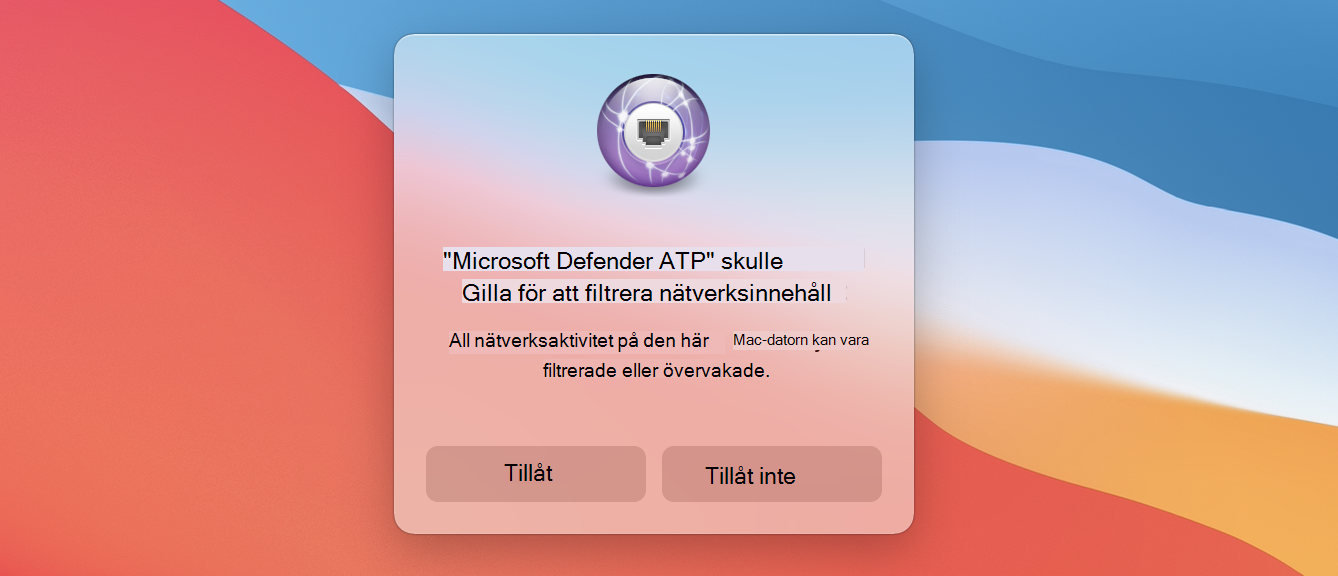 "Microsoft Defender ATP" skulle
Gilla för att filtrera nätverksinnehåll
All nätverksaktivitet på den här Mac-datorn kan vara
filtrerade eller övervakade.
Tillåt
Tillåt inte